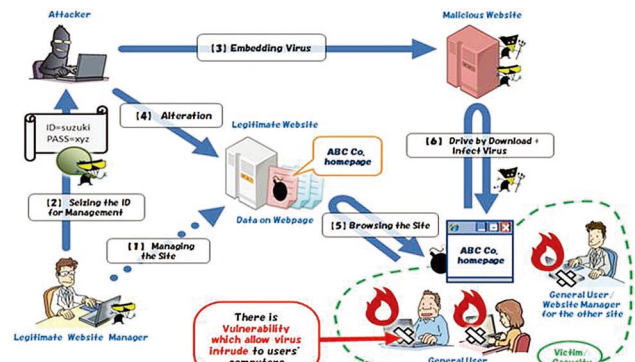 Attacker
Malicious Website
[3] Embedding Virus
ID=suzuki
PASS=xyz
[4] Alteration
Legitimate Website
ABC Co,
homepage
[6] Drive by Download +
Infect Virus
[2] Seizing the ID
for Management
Data on Webpage
[5] Browsing the Site
[1] Managing
the Site
ABC Co,
homepage
General User/
Website Manager
for the other site
Legitimate Website Manager
There is
Vulnerability
which allow virus
intrude to users'
computers
General User
Victim/